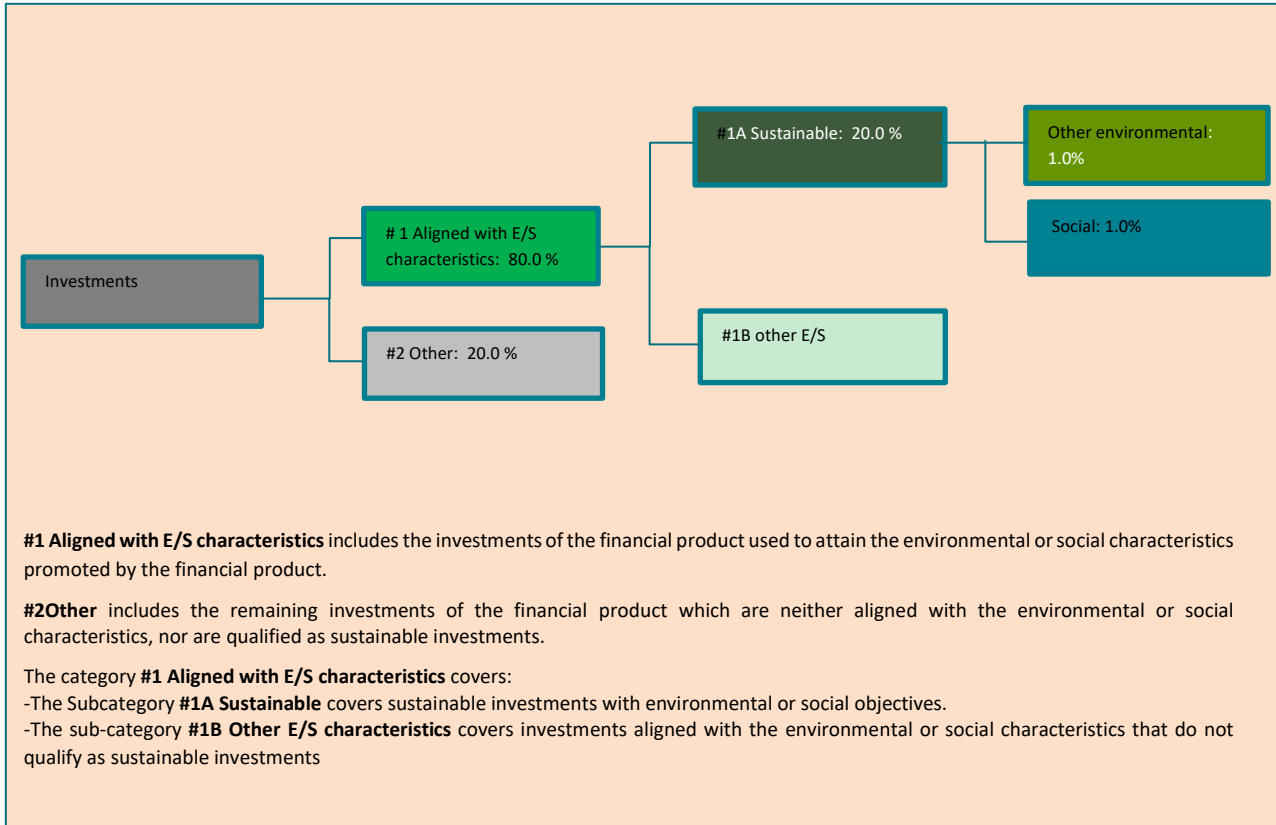 #1A Sustainable:  20.0 %
Other environmental:
1.0%
# 1 Aligned with E/S
characteristics:  80.0 %
Social: 1.0%
Investments
#2 Other:  20.0 %
#1B other E/S
#1 Aligned with E/S characteristics includes the investments of the financial product used to attain the environmental or social characteristics
promoted by the financial product.
#2Other includes the remaining investments of the financial product which are neither aligned with the environmental or social
characteristics, nor are qualified as sustainable investments.
The category #1 Aligned with E/S characteristics covers:
-The Subcategory #1A Sustainable covers sustainable investments with environmental or social objectives.
-The sub-category #1B Other E/S characteristics covers investments aligned with the environmental or social characteristics that do not
qualify as sustainable investments